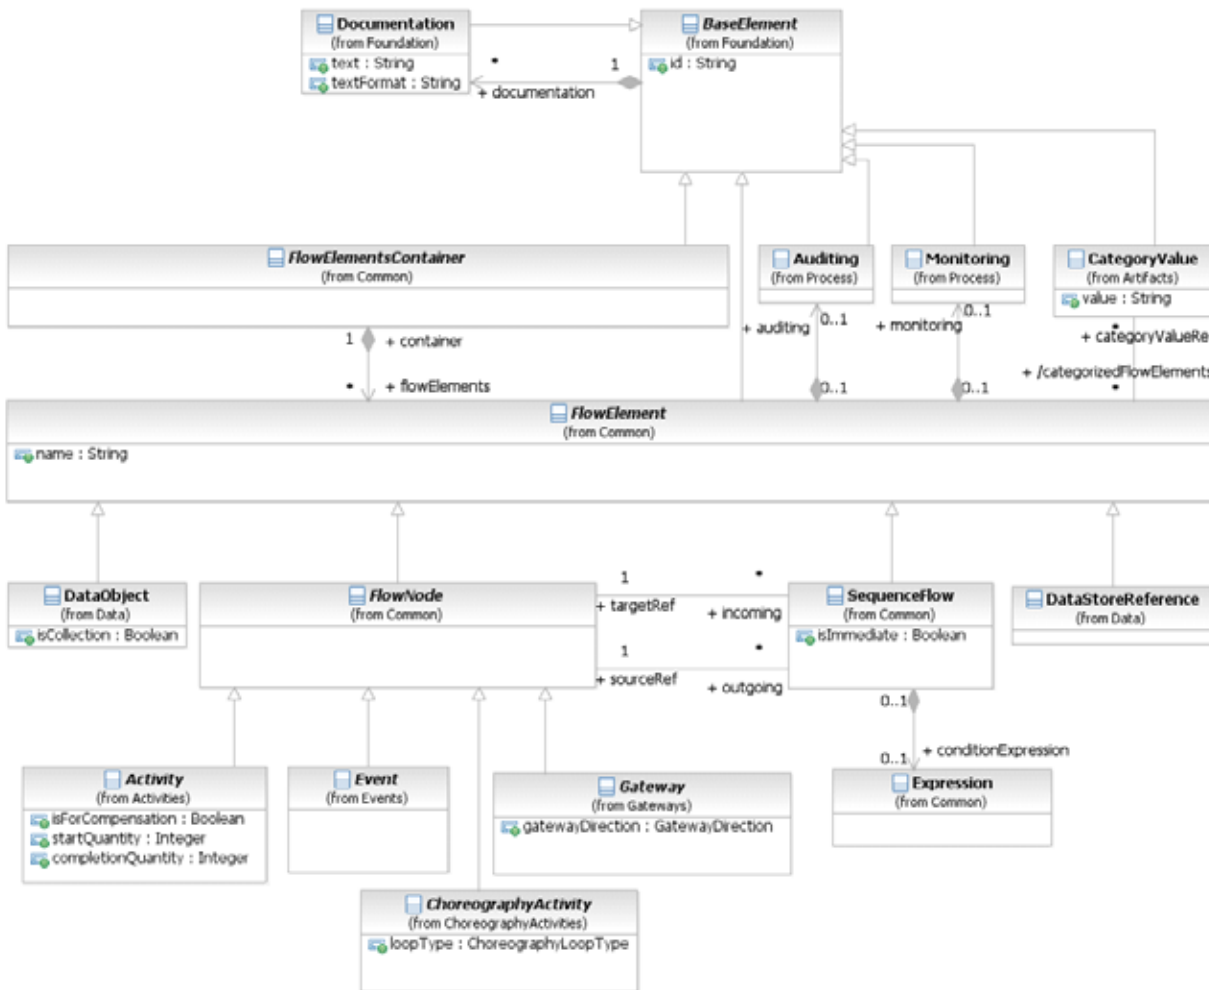 Documentation
(from Foundation)
text : String
textFormat : String
BaseElement
(from Foundation)
id : String
*
1
+ documentation
FlowElementsContainer
(from Common)
Auditing
(from Process)
Monitoring
(from Process)
CategoryValue
(from Artifacts)
value : String
1
+ container
*
+ flowElements
+ auditing
0..1
0..1
+ monitoring
0..1
0..1
*
+ categoryValueRe
+ /categorizedFlowElements
*
FlowElement
(from Common)
name : String
DataObject
(from Data)
isCollection : Boolean
FlowNode
(from Common)
1
+ targetRef
*
+ incoming
1
+ sourceRef
*
+ outgoing
SequenceFlow
(from Common)
isImmediate : Boolean
DataStoreReference
(from Data)
0..1
0..1
+ conditionExpression
Activity
(from Activities)
isForCompensation : Boolean
startQuantity : Integer
completionQuantity : Integer
Event
(from Events)
Gateway
(from Gateways)
gatewayDirection : GatewayDirection
Expression
(from Common)
ChoreographyActivity
(from ChoreographyActivities)
loopType : ChoreographyLoopType